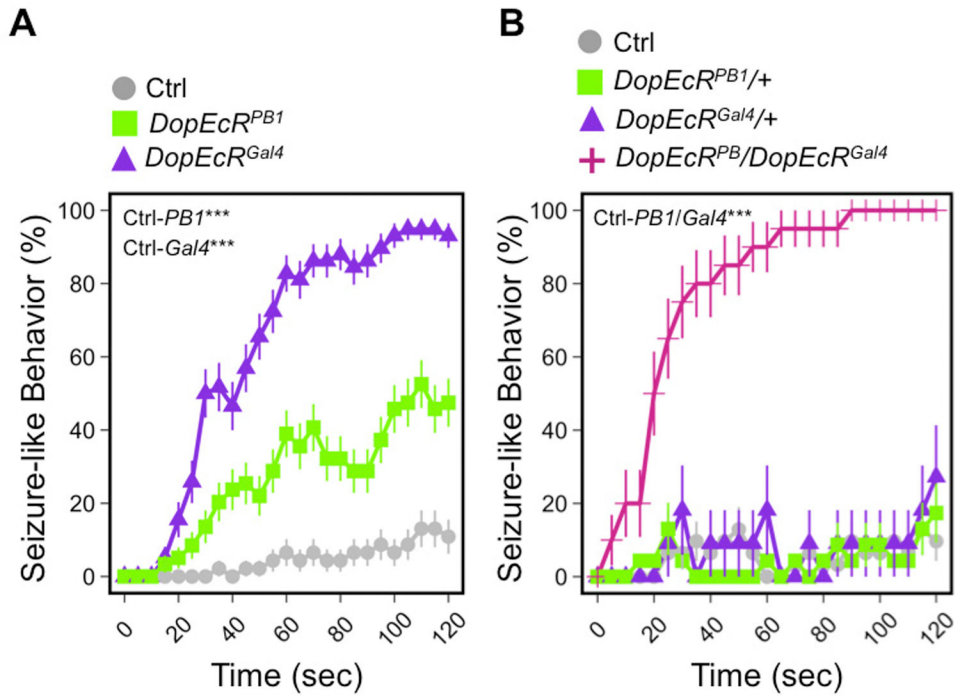 A
Ctrl
DopEcR^PB1
DopEcR^Gal4
Ctrl-PB1***
Ctrl-Gal4***
Seizure-like Behavior (%)
100
80
60
40
20
0
0 20 40 60 80 100 120
Time (sec)
B
Ctrl
DopEcR^PB1/+
DopEcR^Gal4/+
DopEcR^PB/DopEcR^Gal4
Ctrl-PB1/Gal4***
Seizure-like Behavior (%)
100
80
60
40
20
0
0 20 40 60 80 100 120
Time (sec)